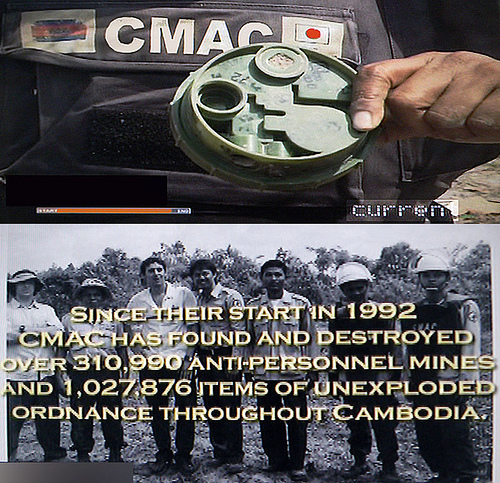 CMAC
START END
curren
SINCE THEIR START IN 1992
CMAC HAS FOUND AND DESTROYED
OVER 310,990 ANTI-PERSONNEL MINES
AND 1,027,876 ITEMS OF UNEXPLODED
ORDNANCE THROUGHOUT CAMBODIA.